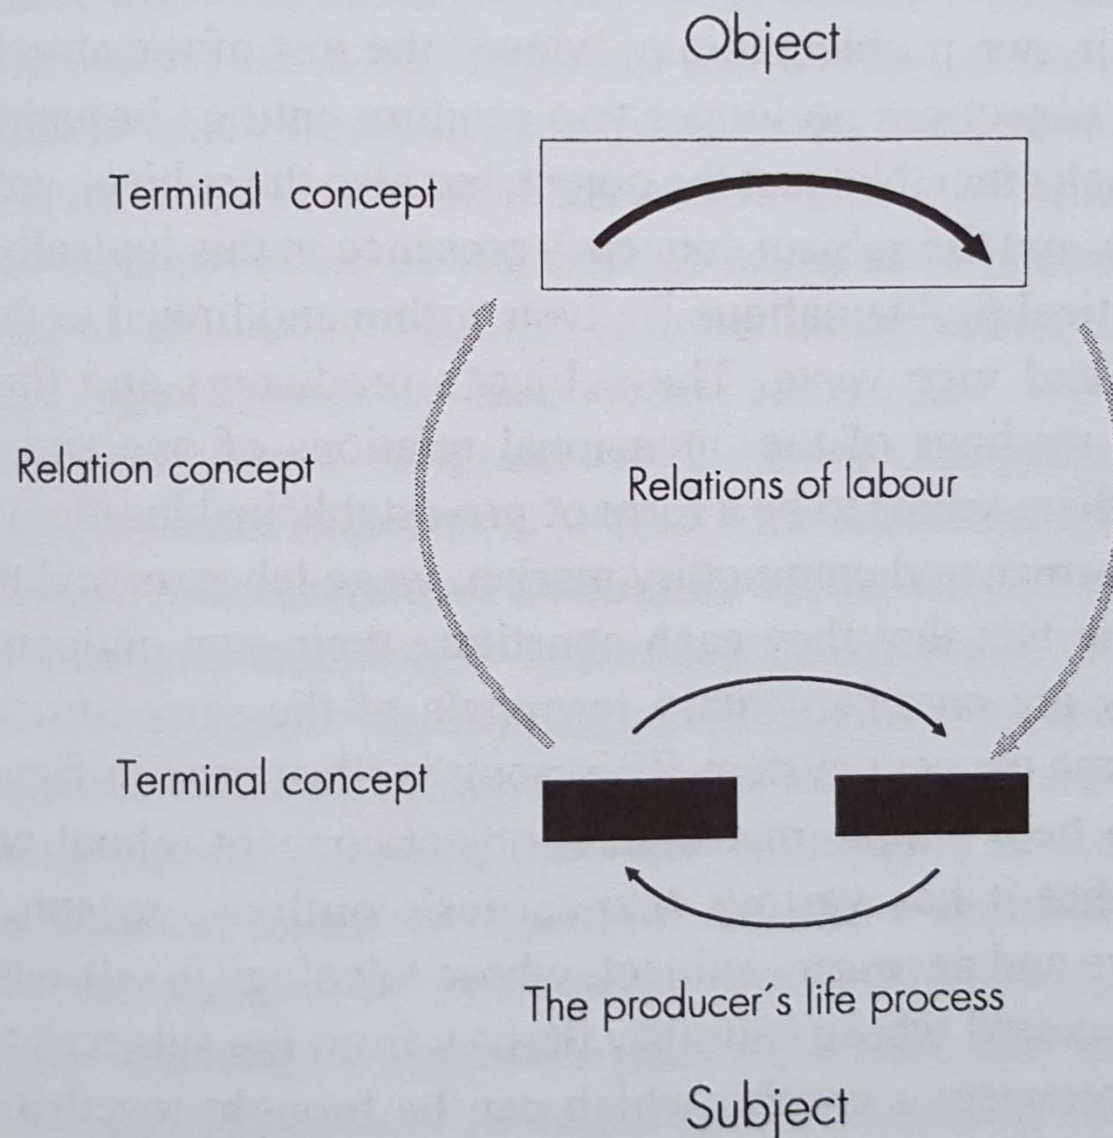 Object
Terminal concept
Relation concept
Relations of labour
Terminal concept
The producer´s life process
Subject